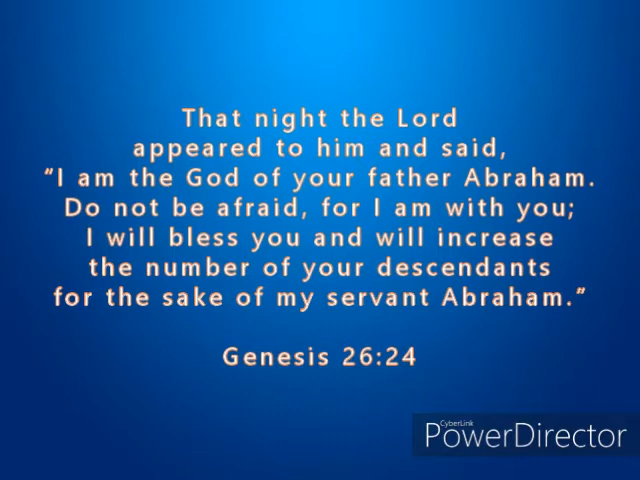 That night the Lord
appeared to him and said,
“I am the God of your father Abraham.
Do not be afraid, for I am with you;
I will bless you and will increase
the number of your descendants
for the sake of my servant Abraham.”
Genesis 26:24
CyberLink
PowerDirector